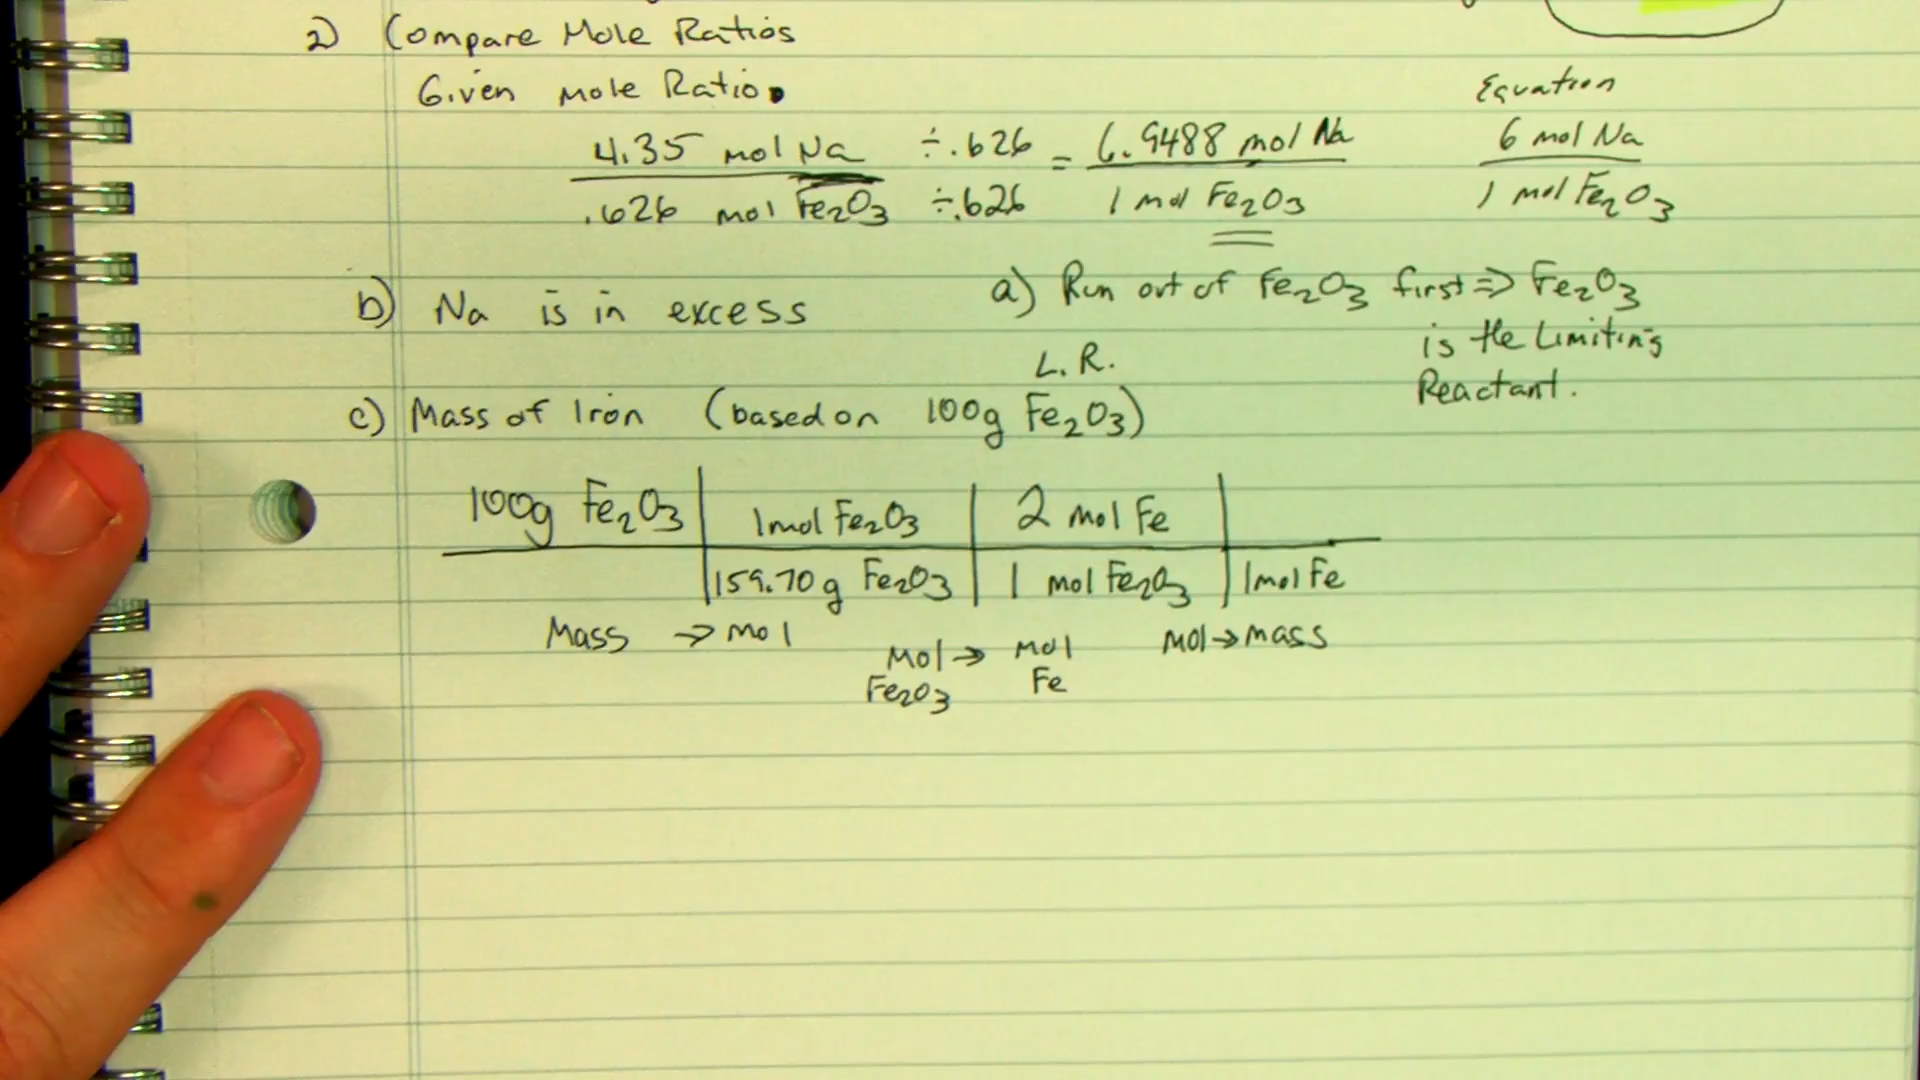 2) Compare Mole Ratios
Given Mole Ratio
Equation
4.35 mol Na ÷.626 = 6.9488 mol Na 6 mol Na
.626 mol Fe2O3 ÷.626 1 mol Fe2O3 1 mol Fe2O3
a) Run out of Fe2O3 first => Fe2O3
is the Limiting
Reactant.
b) Na is in excess
L.R.
c) Mass of Iron (based on 100g Fe2O3)
100g Fe2O3 | 1mol Fe2O3 | 2 mol Fe |
| 159.70 g Fe2O3 | 1 mol Fe2O3 | 1mol Fe
Mass → mol
Mol → mol
Fe2O3 Fe
Mol → mass